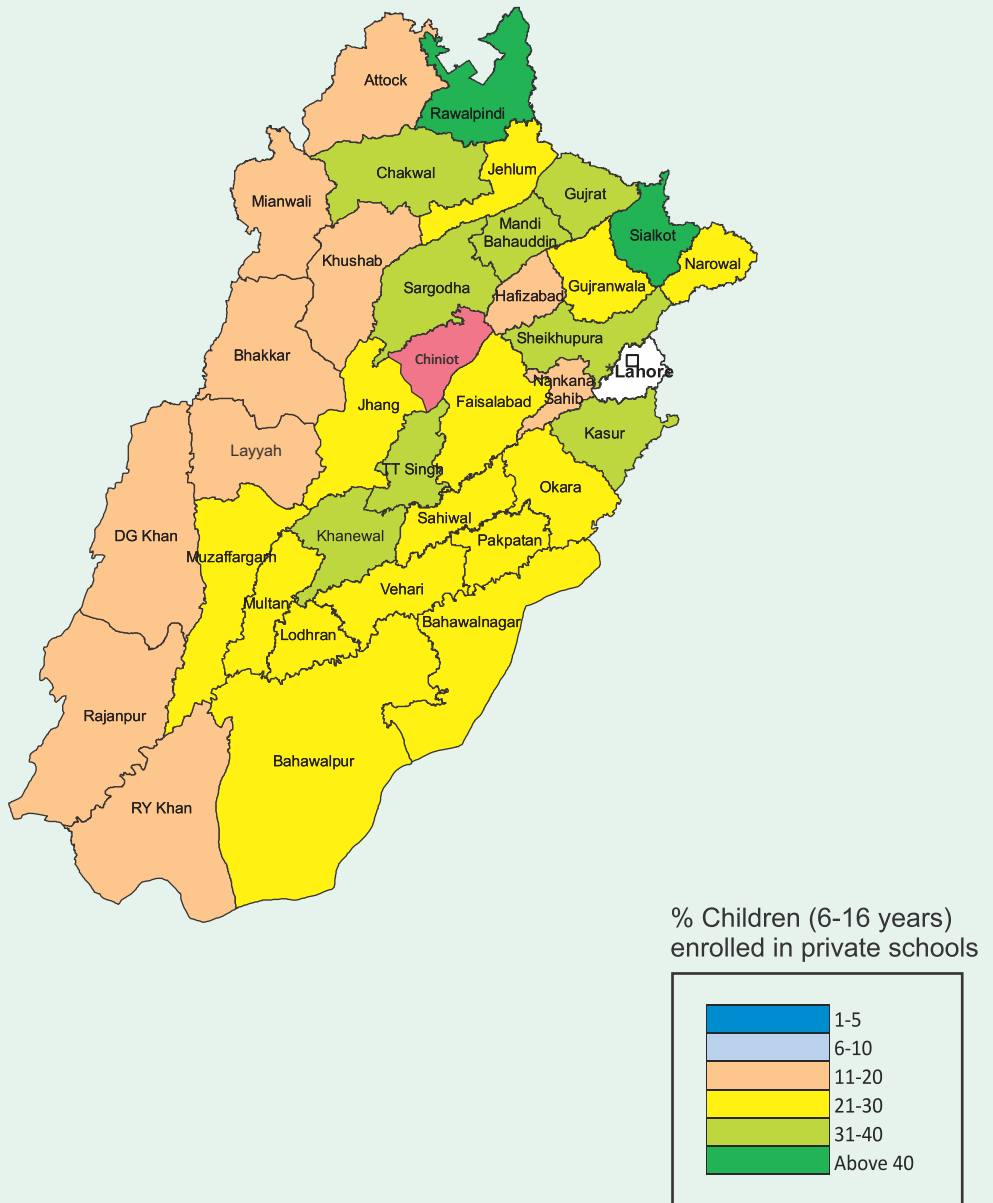 Attock
Rawalpindi
Chakwal
Jehlum
Gujrat
Mianwali
Mandi
Bahauddin
Sialkot
Khushab
Narowal
Sargodha
Hafizabad
Gujranwala
Sheikhupura
Bhakkar
Chiniot
Lahore
Nankana
Sahib
Jhang
Faisalabad
Kasur
Layyah
TT Singh
Okara
Sahiwal
DG Khan
Khanewal
Pakpatan
Muzaffargarh
Vehari
Multan
Bahawalnagar
Lodhran
Rajanpur
Bahawalpur
RY Khan
% Children (6-16 years)
enrolled in private schools
1-5
6-10
11-20
21-30
31-40
Above 40